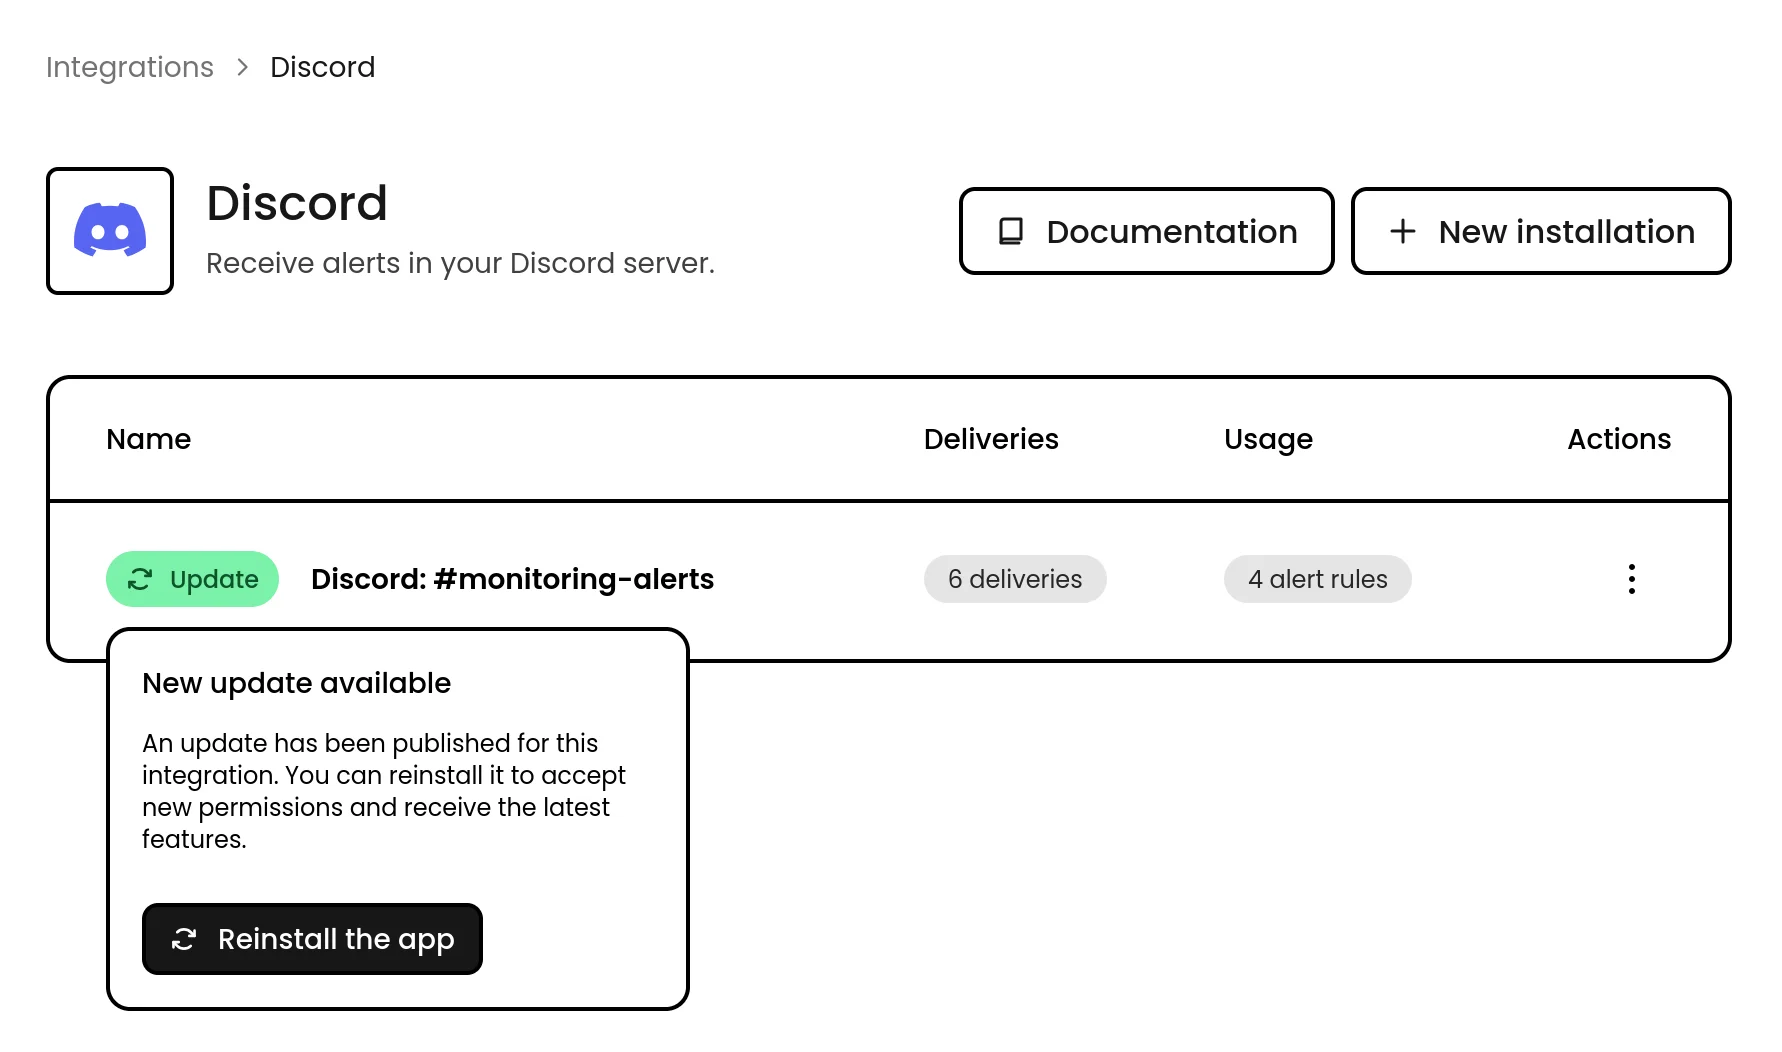 Integrations > Discord
Discord
Receive alerts in your Discord server.
Documentation
New installation
Name Deliveries Usage Actions
Update Discord: #monitoring-alerts 6 deliveries 4 alert rules
New update available
An update has been published for this
integration. You can reinstall it to accept
new permissions and receive the latest
features.
Reinstall the app